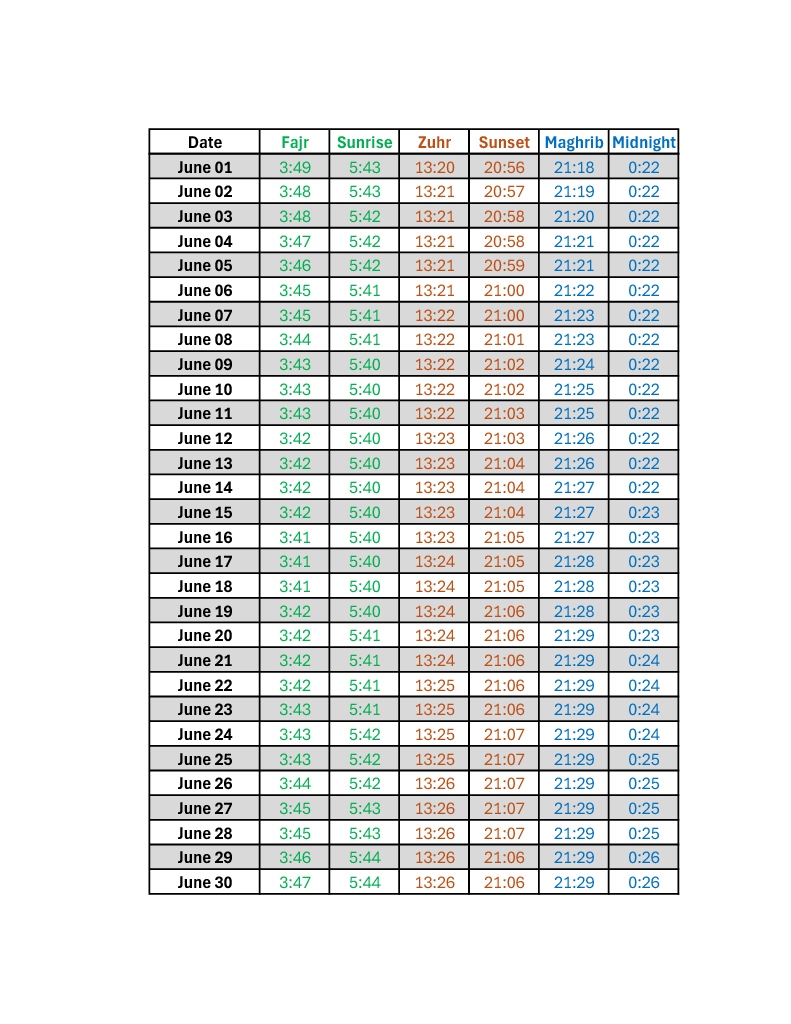 Date Fajr Sunrise Zuhr Sunset Maghrib Midnight
June 01 3:49 5:43 13:20 20:56 21:18 0:22
June 02 3:48 5:43 13:21 20:57 21:19 0:22
June 03 3:48 5:42 13:21 20:58 21:20 0:22
June 04 3:47 5:42 13:21 20:58 21:21 0:22
June 05 3:46 5:42 13:21 20:59 21:21 0:22
June 06 3:45 5:41 13:21 21:00 21:22 0:22
June 07 3:45 5:41 13:22 21:00 21:23 0:22
June 08 3:44 5:41 13:22 21:01 21:23 0:22
June 09 3:43 5:40 13:22 21:02 21:24 0:22
June 10 3:43 5:40 13:22 21:02 21:25 0:22
June 11 3:43 5:40 13:22 21:03 21:25 0:22
June 12 3:42 5:40 13:23 21:03 21:26 0:22
June 13 3:42 5:40 13:23 21:04 21:26 0:22
June 14 3:42 5:40 13:23 21:04 21:27 0:22
June 15 3:42 5:40 13:23 21:04 21:27 0:23
June 16 3:41 5:40 13:23 21:05 21:27 0:23
June 17 3:41 5:40 13:24 21:05 21:28 0:23
June 18 3:41 5:40 13:24 21:05 21:28 0:23
June 19 3:42 5:40 13:24 21:06 21:28 0:23
June 20 3:42 5:41 13:24 21:06 21:29 0:23
June 21 3:42 5:41 13:24 21:06 21:29 0:24
June 22 3:42 5:41 13:25 21:06 21:29 0:24
June 23 3:43 5:41 13:25 21:06 21:29 0:24
June 24 3:43 5:42 13:25 21:07 21:29 0:24
June 25 3:43 5:42 13:25 21:07 21:29 0:25
June 26 3:44 5:42 13:26 21:07 21:29 0:25
June 27 3:45 5:43 13:26 21:07 21:29 0:25
June 28 3:45 5:43 13:26 21:07 21:29 0:25
June 29 3:46 5:44 13:26 21:06 21:29 0:26
June 30 3:47 5:44 13:26 21:06 21:29 0:26